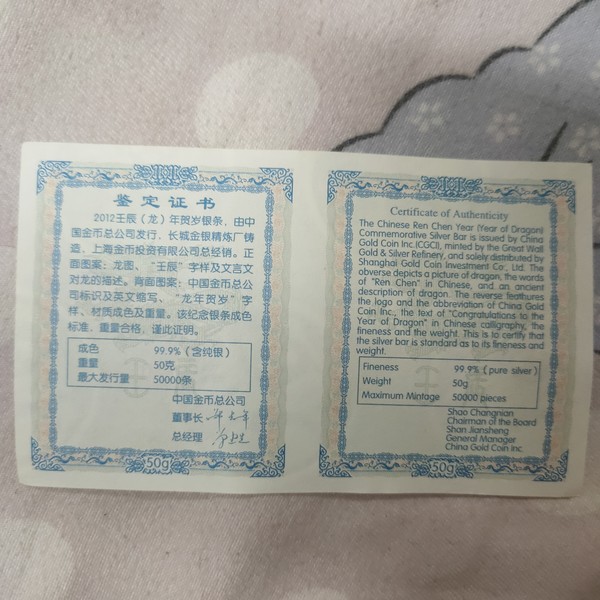 鉴定证书
2012壬辰（龙）年贺岁银条，由中
国金币总公司发行、长城金银精炼厂铸
造、上海金币投资有限公司总经销。正
面图案：龙图、"壬辰"字样及文言文
对龙的描述。背面图案：中国金币总公
司标识及英文缩写、"龙年贺岁"字
样、材质成色及重量。该纪念银条成色
标准、重量合格，谨此证明。
成色 99.9%（含纯银）
重量 50克
最大发行量 50000条
中国金币总公司
董事长
总经理
50g
Certificate of Authenticity
The Chinese Ren Chen Year (Year of Dragon)
Commemorative Silver Bar is issued by China
Gold Coin Inc.(CGCI), minted by the Great Wall
Gold & Silver Refinery, and solely distributed by
Shanghai Gold Coin Investment Co., Ltd. The
obverse depicts a picture of dragon, the words
of "Ren Chen" in Chinese, and an ancient
description of dragon. The reverse feathures
the logo and the abbreviation of China Gold
Coin Inc., the text of "Congratulations to the
Year of Dragon" in Chinese calligraphy, the
fineness and the weight. This is to certify that
the silver bar is standard as to its fineness and
weight.
Fineness 99.9% (pure silver)
Weight 50g
Maximum Mintage 50000 pieces
Shao Changnian
Chairman of the Board
Shan Jiansheng
General Manager
China Gold Coin Inc
50g